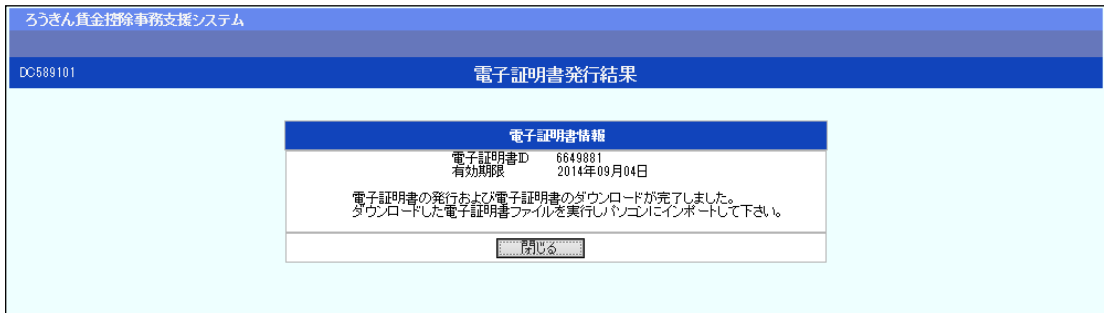 ろうきん賃金控除事務支援システム
DC589101
電子証明書発行結果
電子証明書情報
電子証明書ID 6649881
有効期限 2014年09月04日
電子証明書の発行および電子証明書のダウンロードが完了しました。
ダウンロードした電子証明書ファイルを実行しパソコンにインポートして下さい。
閉じる